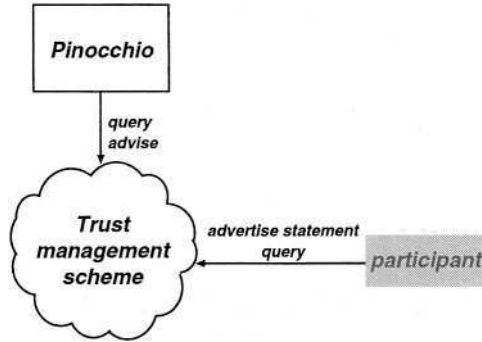 Pinocchio
query
advise
Trust
management
scheme
advertise statement
query
participant